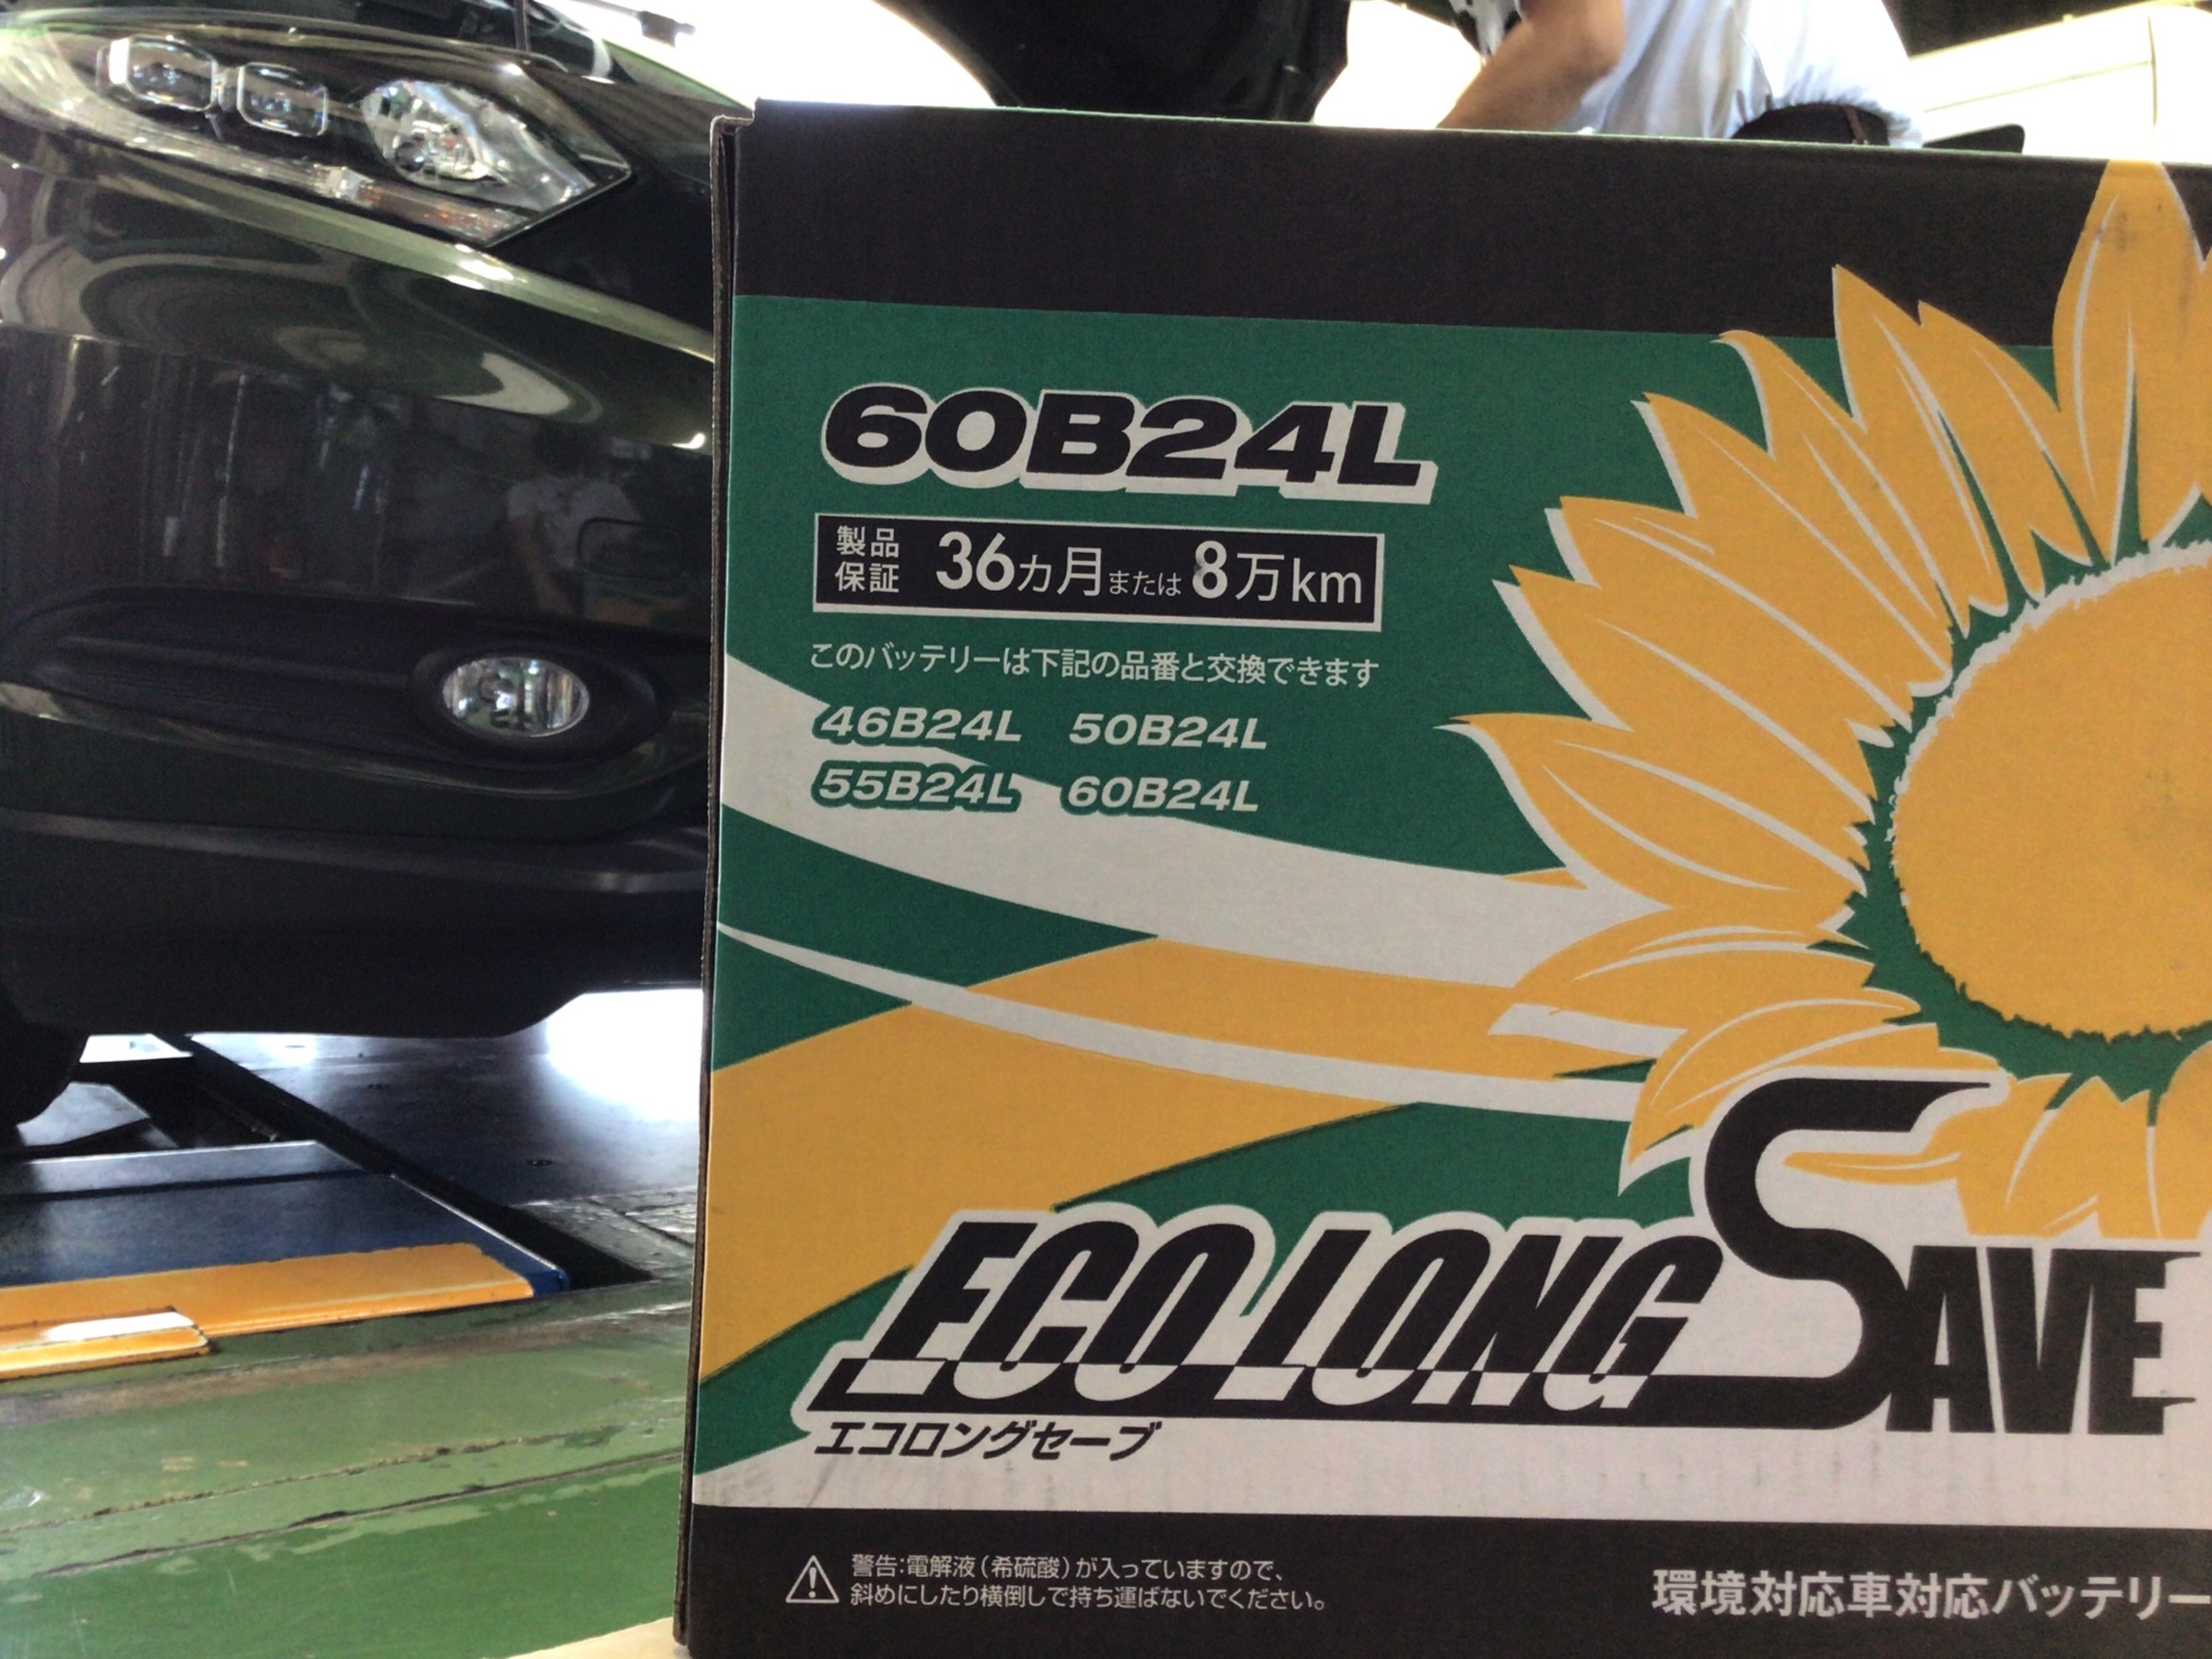 60B24L
製品保証 36カ月または8万km
このバッテリーは下記の品番と交換できます
46B24L 50B24L
55B24L 60B24L
ECO LONG SAVE
エコロングセーブ
警告:電解液(希硫酸)が入っていますので、
斜めにしたり横倒しで持ち運ばないでください。
環境対応車対応バッテリー